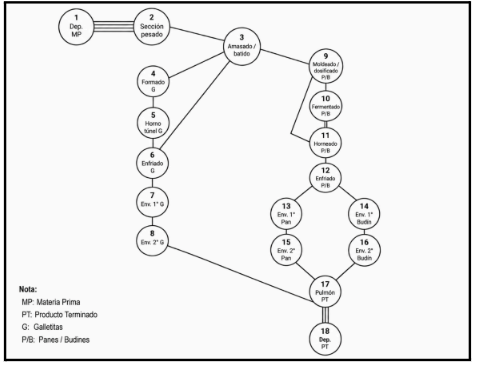 1
Dep.
MP
2
Sección
pesado
3
Amasado /
batido
4
Formado
G
5
Horno
túnel G
6
Enfriado
G
7
Env. 1° G
8
Env. 2° G
9
Moldeado /
dosificado
P/B
10
Fermentado
P/B
11
Horneado
P/B
12
Enfriado
P/B
13
Env. 1°
Pan
14
Env. 1°
Budín
15
Env. 2°
Pan
16
Env. 2°
Budín
17
Pulmón
PT
18
Dep.
PT
Nota:
MP: Materia Prima
PT: Producto Terminado
G: Galletitas
P/B: Panes / Budines